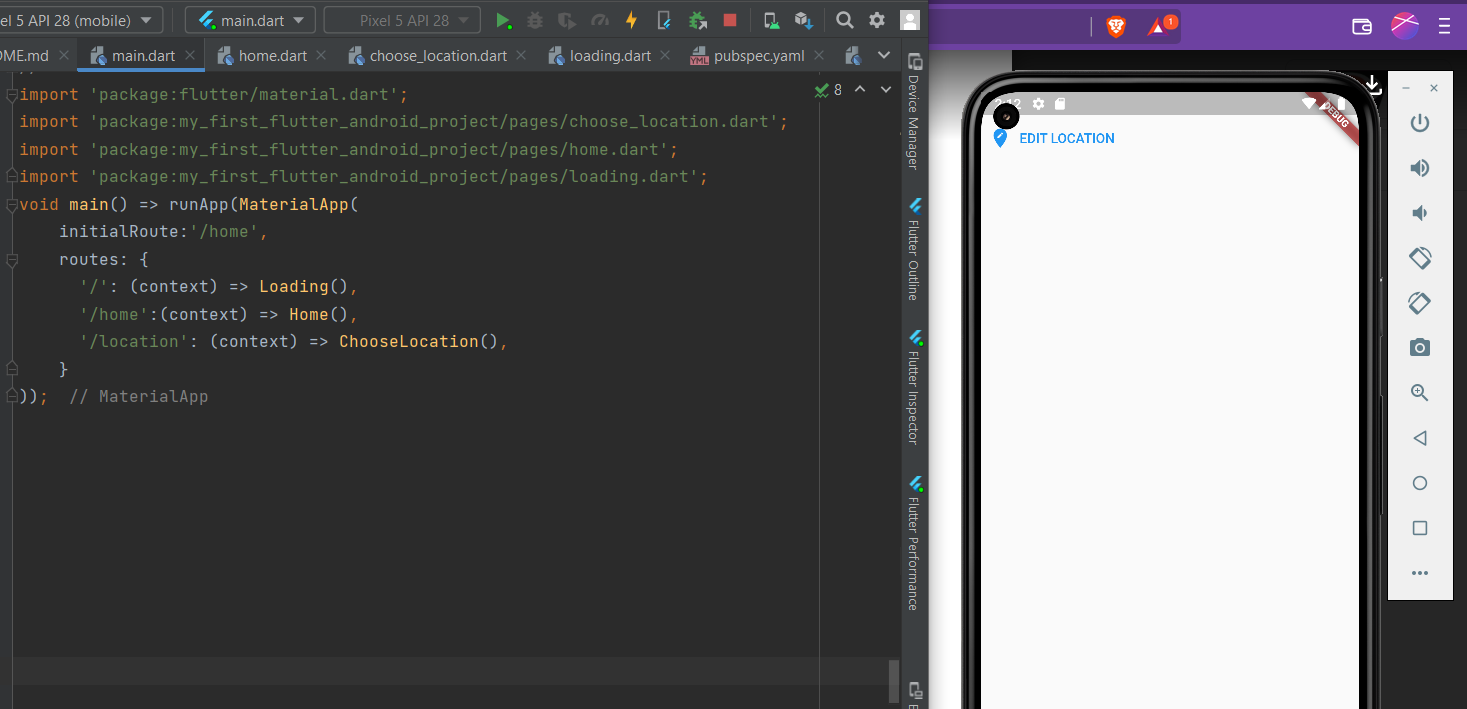 el 5 API 28 (mobile)
main.dart
Pixel 5 API 28
1
OME.md
main.dart
home.dart
choose_location.dart
loading.dart
YML
pubspec.yaml
import 'package:flutter/material.dart';
8
import 'package:my_first_flutter_android_project/pages/choose_location.dart';
import 'package:my_first_flutter_android_project/pages/home.dart';
import 'package:my_first_flutter_android_project/pages/loading.dart';
void main() => runApp(MaterialApp(
initialRoute:'/home',
routes: {
'/': (context) => Loading(),
'/home':(context) => Home(),
'/location': (context) => ChooseLocation(),
}
)); // MaterialApp
Device Manager
Flutter Outline
Flutter Inspector
Flutter Performance
DEBUG
EDIT LOCATION